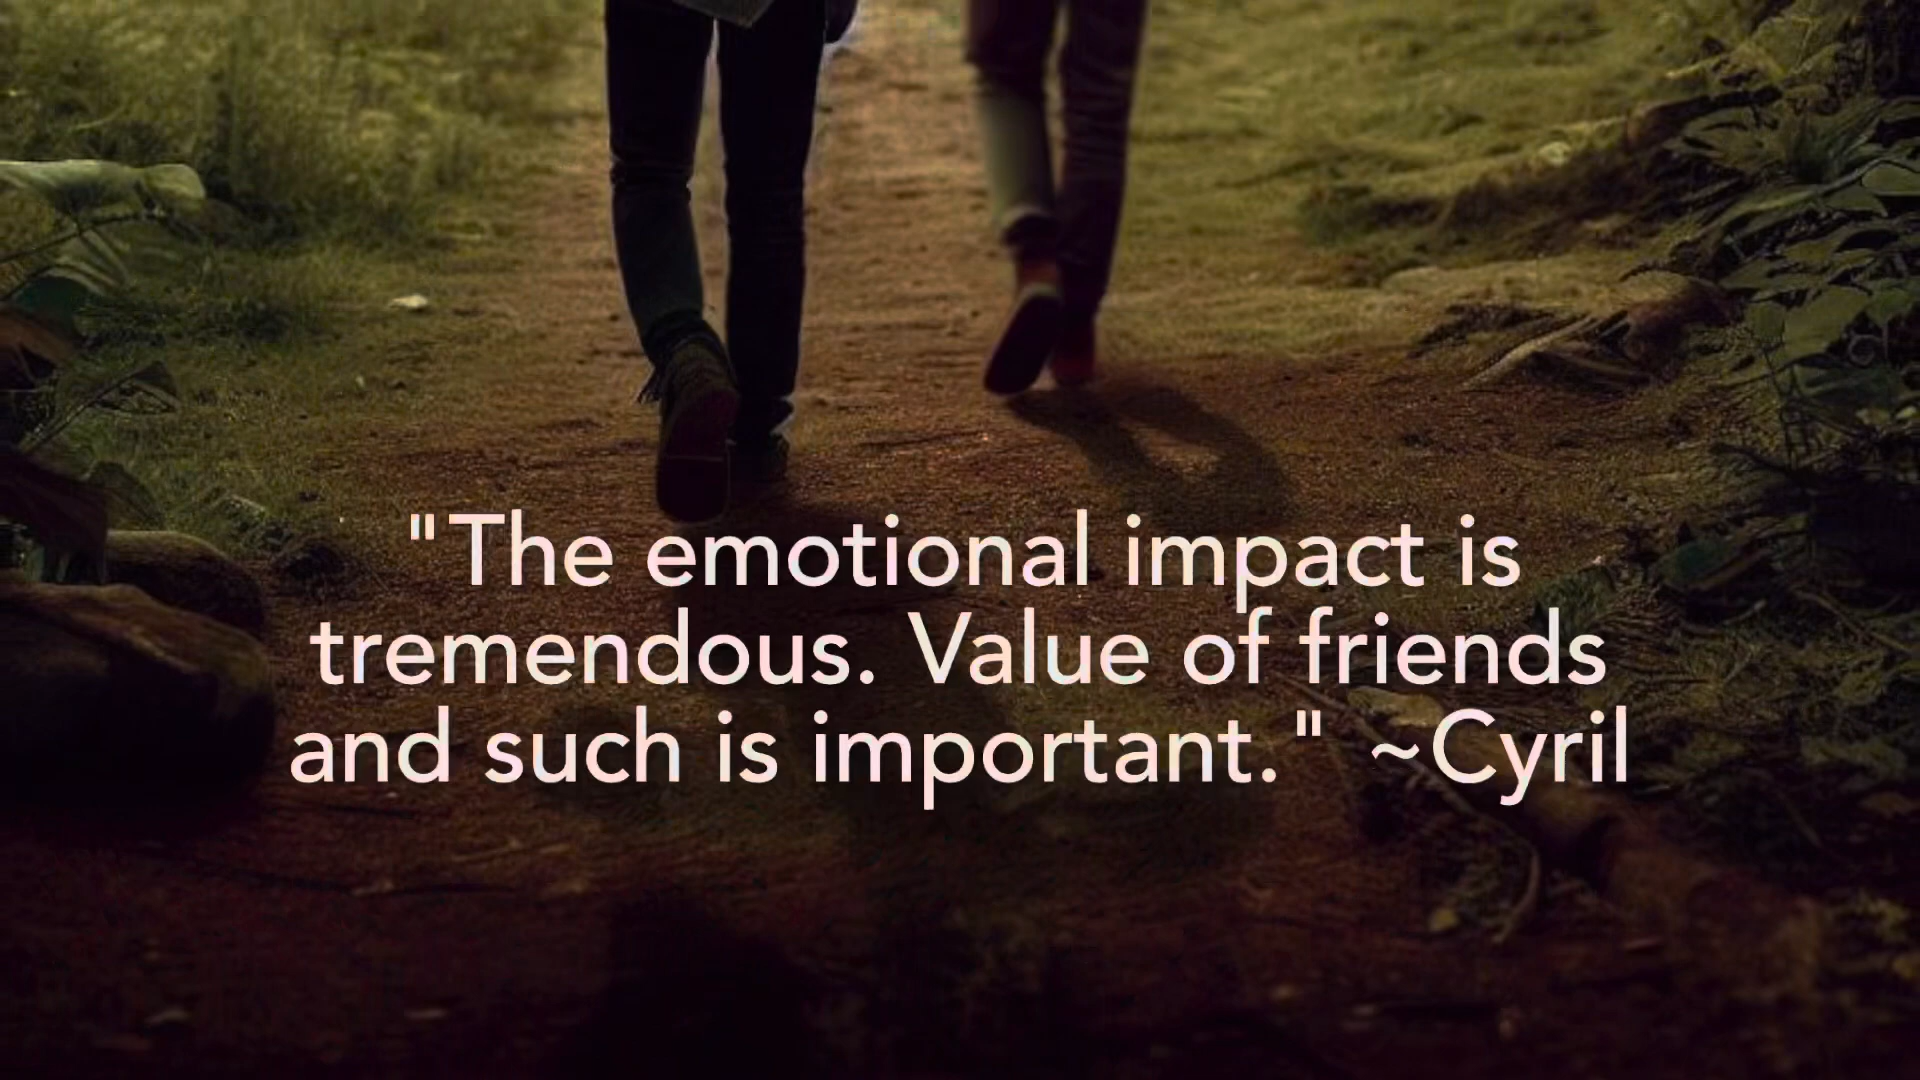 "The emotional impact is
tremendous. Value of friends
and such is important." ~Cyril